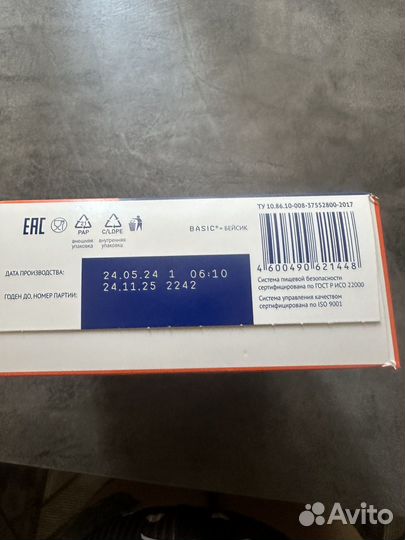 ТУ 10.86.10-008-37552800-2017
EAC
21
PAP
C/LDPE
внешняя
упаковка
внутренняя
упаковка
BASIC® = БЕЙСИК
4 600490 621448
ДАТА ПРОИЗВОДСТВА:
24.05.24 1 06:10
ГОДЕН ДО, НОМЕР ПАРТИИ:
24.11.25 2242
Система пищевой безопасности
сертифицирована по ГОСТ Р ИСО 22000
Система управления качеством
сертифицирована по ISO 9001
Avito